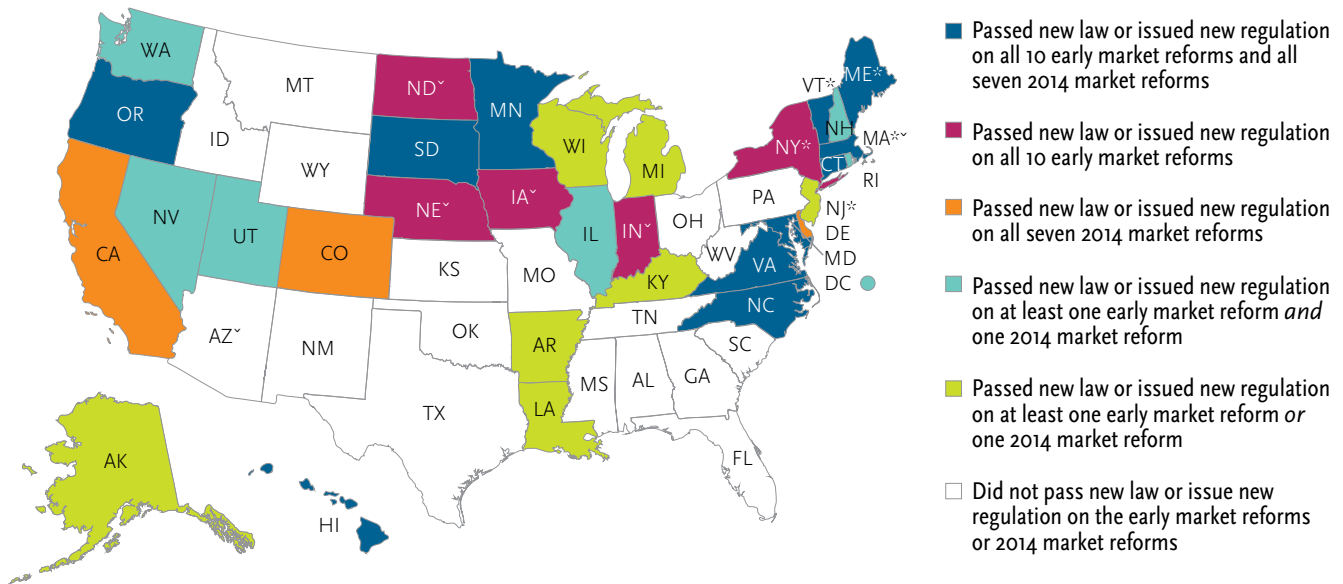 WA
MT
ND˅
MN
VT*
ME*
OR
ID
SD
WI
NY*
NH
MA*˅
WY
MI
CT
RI
NE˅
IA˅
PA
NJ*
NV
UT
CO
IL
IN˅
OH
DE
CA
KS
MO
WV
VA
MD
KY
DC
NC
AZ˅
NM
OK
TN
AR
SC
MS
AL
GA
TX
LA
AK
FL
HI
Passed new law or issued new regulation
on all 10 early market reforms and all
seven 2014 market reforms
Passed new law or issued new regulation
on all 10 early market reforms
Passed new law or issued new regulation
on all seven 2014 market reforms
Passed new law or issued new regulation
on at least one early market reform and
one 2014 market reform
Passed new law or issued new regulation
on at least one early market reform or
one 2014 market reform
Did not pass new law or issue new
regulation on the early market reforms
or 2014 market reforms